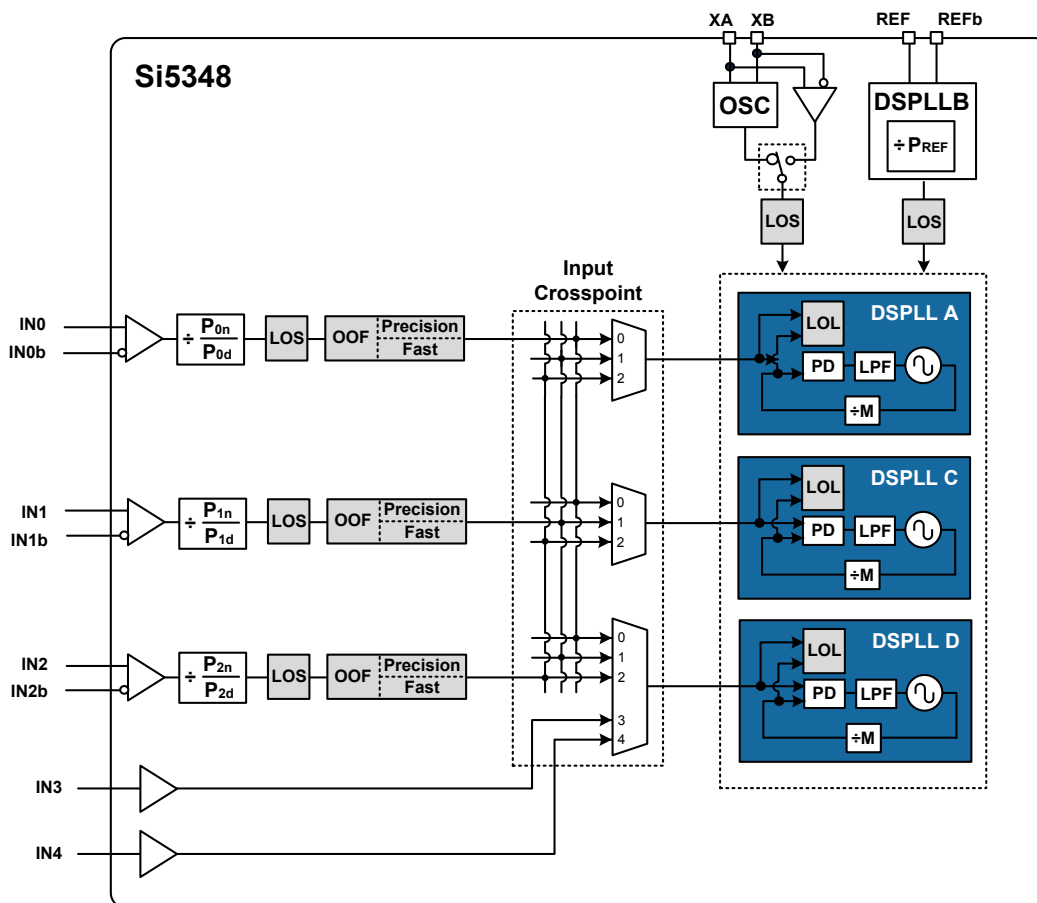 XA XB REF REFb
Si5348
OSC
DSPLLB
÷ PREF
LOS LOS
Input
Crosspoint
IN0
IN0b
÷ P0n
P0d
LOS
OOF
Precision
Fast
0
1
2
DSPLL A
LOL
PD LPF
÷M
IN1
IN1b
÷ P1n
P1d
LOS
OOF
Precision
Fast
0
1
2
DSPLL C
LOL
PD LPF
÷M
IN2
IN2b
÷ P2n
P2d
LOS
OOF
Precision
Fast
0
1
2
3
4
DSPLL D
LOL
PD LPF
÷M
IN3
IN4